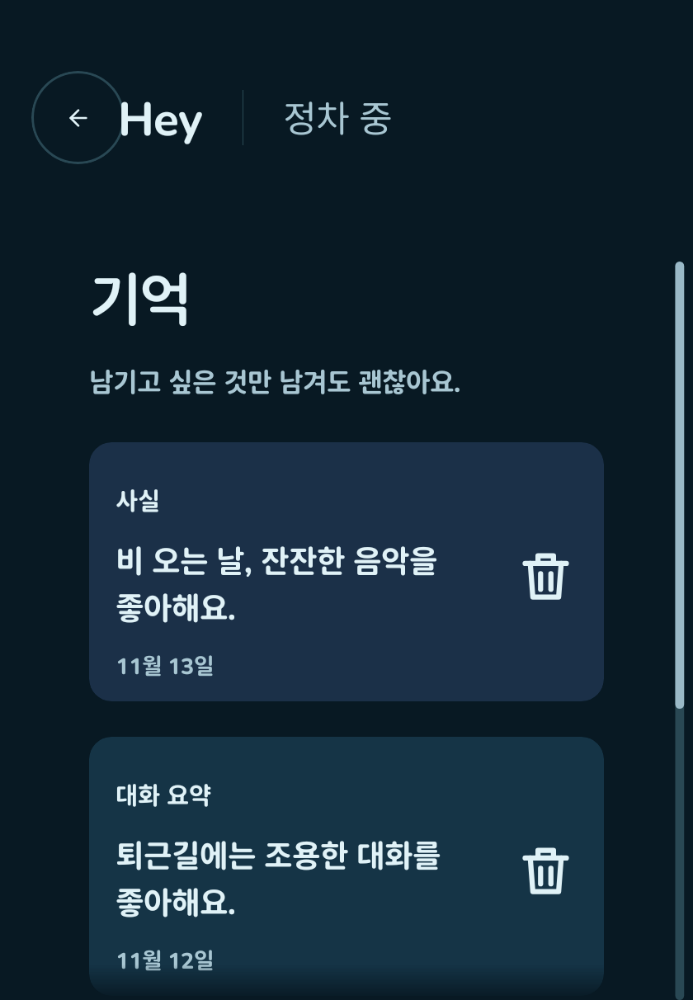 Hey
정차 중
기억
남기고 싶은 것만 남겨도 괜찮아요.
사실
비 오는 날, 잔잔한 음악을
좋아해요.
11월 13일
대화 요약
퇴근길에는 조용한 대화를
좋아해요.
11월 12일